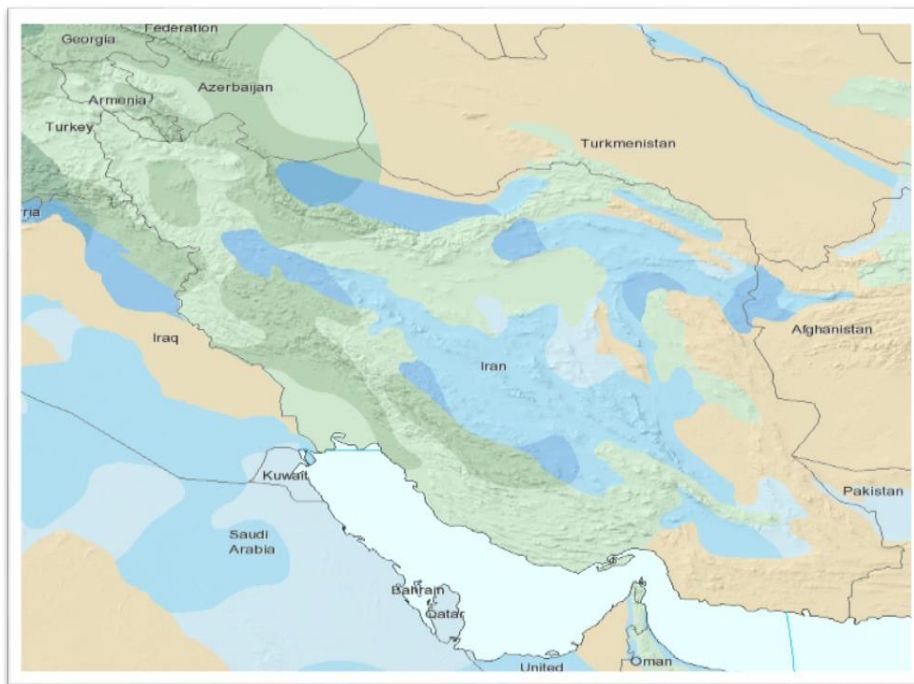 Federation
Georgia
Azerbaijan
Armenia
Turkey
Turkmenistan
ria
Iraq
Afghanistan
Iran
Kuwait
Pakistan
Saudi
Arabia
Bahrain
Qatar
United
Oman